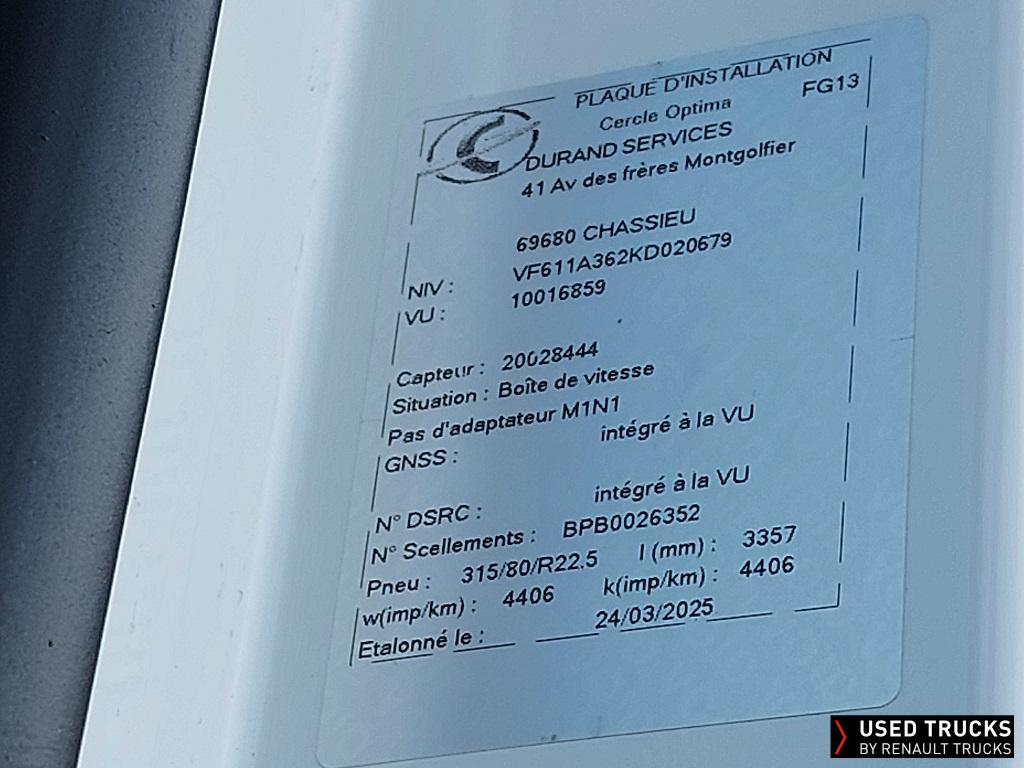 PLAQUE D'INSTALLATION
Cercle Optima FG13
DURAND SERVICES
41 Av des frères Montgolfier
69680 CHASSIEU
NIV : VF611A362KD020679
VU : 10016859
Capteur : 20028444
Situation : Boîte de vitesse
Pas d'adaptateur M1N1
GNSS : intégré à la VU
N° DSRC : intégré à la VU
N° Scellements : BPB0026352
Pneu : 315/80/R22.5 l (mm) : 3357
w(imp/km) : 4406 k(imp/km) : 4406
Etalonné le : 24/03/2025
USED TRUCKS
BY RENAULT TRUCKS